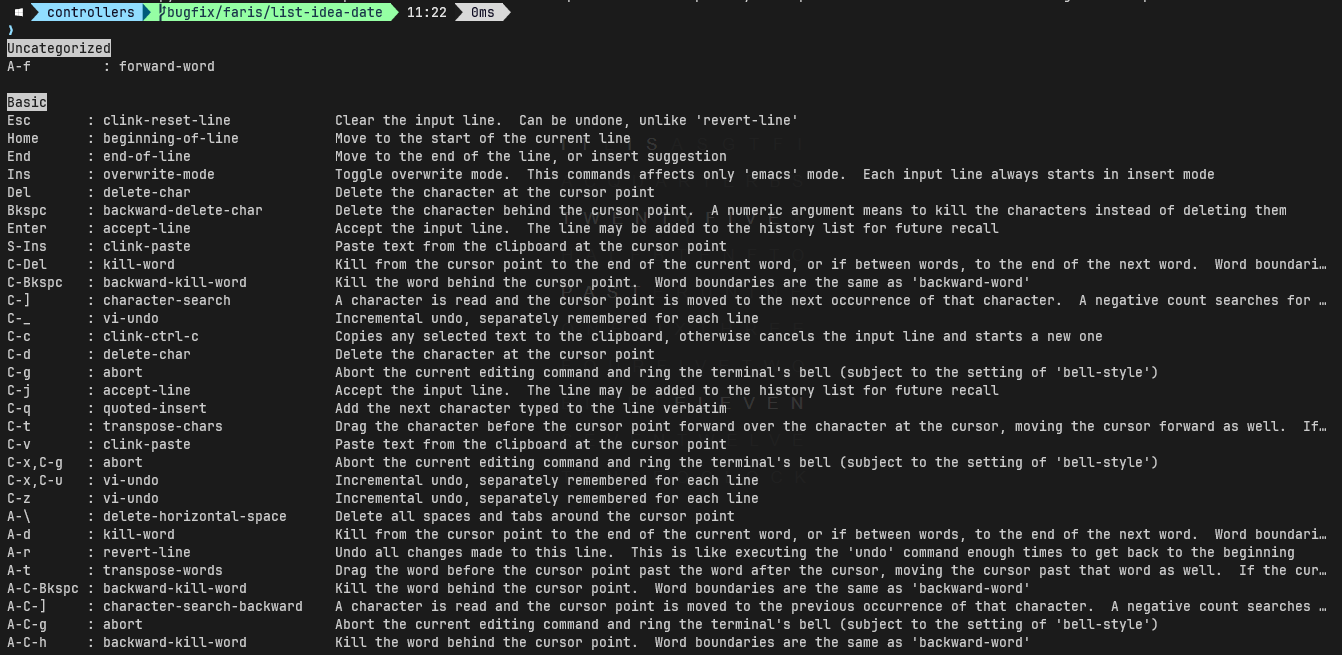 controllers bugfix/faris/list-idea-date 11:22 0ms
❯
Uncategorized
A-f : forward-word
Basic
Esc : clink-reset-line Clear the input line.  Can be undone, unlike 'revert-line'
Home : beginning-of-line Move to the start of the current line
End : end-of-line Move to the end of the line, or insert suggestion
Ins : overwrite-mode Toggle overwrite mode.  This commands affects only 'emacs' mode.  Each input line always starts in insert mode
Del : delete-char Delete the character at the cursor point
Bkspc : backward-delete-char Delete the character behind the cursor point.  A numeric argument means to kill the characters instead of deleting them
Enter : accept-line Accept the input line.  The line may be added to the history list for future recall
S-Ins : clink-paste Paste text from the clipboard at the cursor point
C-Del : kill-word Kill from the cursor point to the end of the current word, or if between words, to the end of the next word.  Word boundari…
C-Bkspc : backward-kill-word Kill the word behind the cursor point.  Word boundaries are the same as 'backward-word'
C-] : character-search A character is read and the cursor point is moved to the next occurrence of that character.  A negative count searches for …
C-_ : vi-undo Incremental undo, separately remembered for each line
C-c : clink-ctrl-c Copies any selected text to the clipboard, otherwise cancels the input line and starts a new one
C-d : delete-char Delete the character at the cursor point
C-g : abort Abort the current editing command and ring the terminal's bell (subject to the setting of 'bell-style')
C-j : accept-line Accept the input line.  The line may be added to the history list for future recall
C-q : quoted-insert Add the next character typed to the line verbatim
C-t : transpose-chars Drag the character before the cursor point forward over the character at the cursor, moving the cursor forward as well.  If…
C-v : clink-paste Paste text from the clipboard at the cursor point
C-x,C-g : abort Abort the current editing command and ring the terminal's bell (subject to the setting of 'bell-style')
C-x,C-u : vi-undo Incremental undo, separately remembered for each line
C-z : vi-undo Incremental undo, separately remembered for each line
A-\ : delete-horizontal-space Delete all spaces and tabs around the cursor point
A-d : kill-word Kill from the cursor point to the end of the current word, or if between words, to the end of the next word.  Word boundari…
A-r : revert-line Undo all changes made to this line.  This is like executing the 'undo' command enough times to get back to the beginning
A-t : transpose-words Drag the word before the cursor point past the word after the cursor, moving the cursor past that word as well.  If the cur…
A-C-Bkspc : backward-kill-word Kill the word behind the cursor point.  Word boundaries are the same as 'backward-word'
A-C-] : character-search-backward A character is read and the cursor point is moved to the previous occurrence of that character.  A negative count searches …
A-C-g : abort Abort the current editing command and ring the terminal's bell (subject to the setting of 'bell-style')
A-C-h : backward-kill-word Kill the word behind the cursor point.  Word boundaries are the same as 'backward-word'